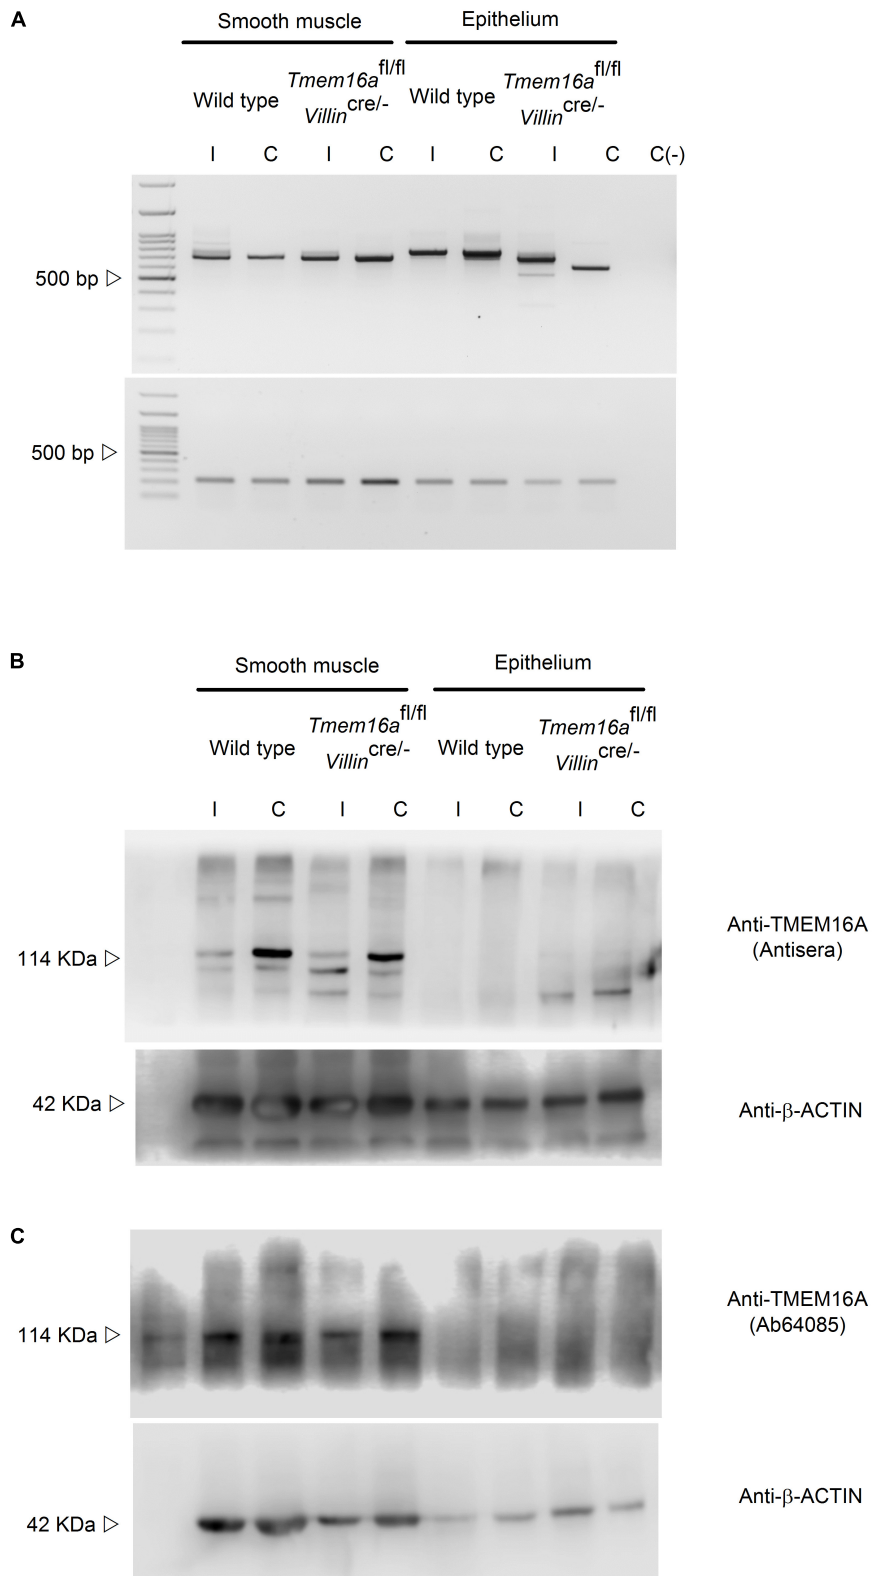 A
Smooth muscle Epithelium
Wild type Tmem16a^fl/fl Villin^cre/- Wild type Tmem16a^fl/fl Villin^cre/-
I C I C I C I C C(-)
500 bp ▷
500 bp ▷
B
Smooth muscle Epithelium
Wild type Tmem16a^fl/fl Villin^cre/- Wild type Tmem16a^fl/fl Villin^cre/-
I C I C I C I C
Anti-TMEM16A
(Antisera)
114 KDa ▷
42 KDa ▷
Anti-β-ACTIN
C
Anti-TMEM16A
(Ab64085)
114 KDa ▷
Anti-β-ACTIN
42 KDa ▷